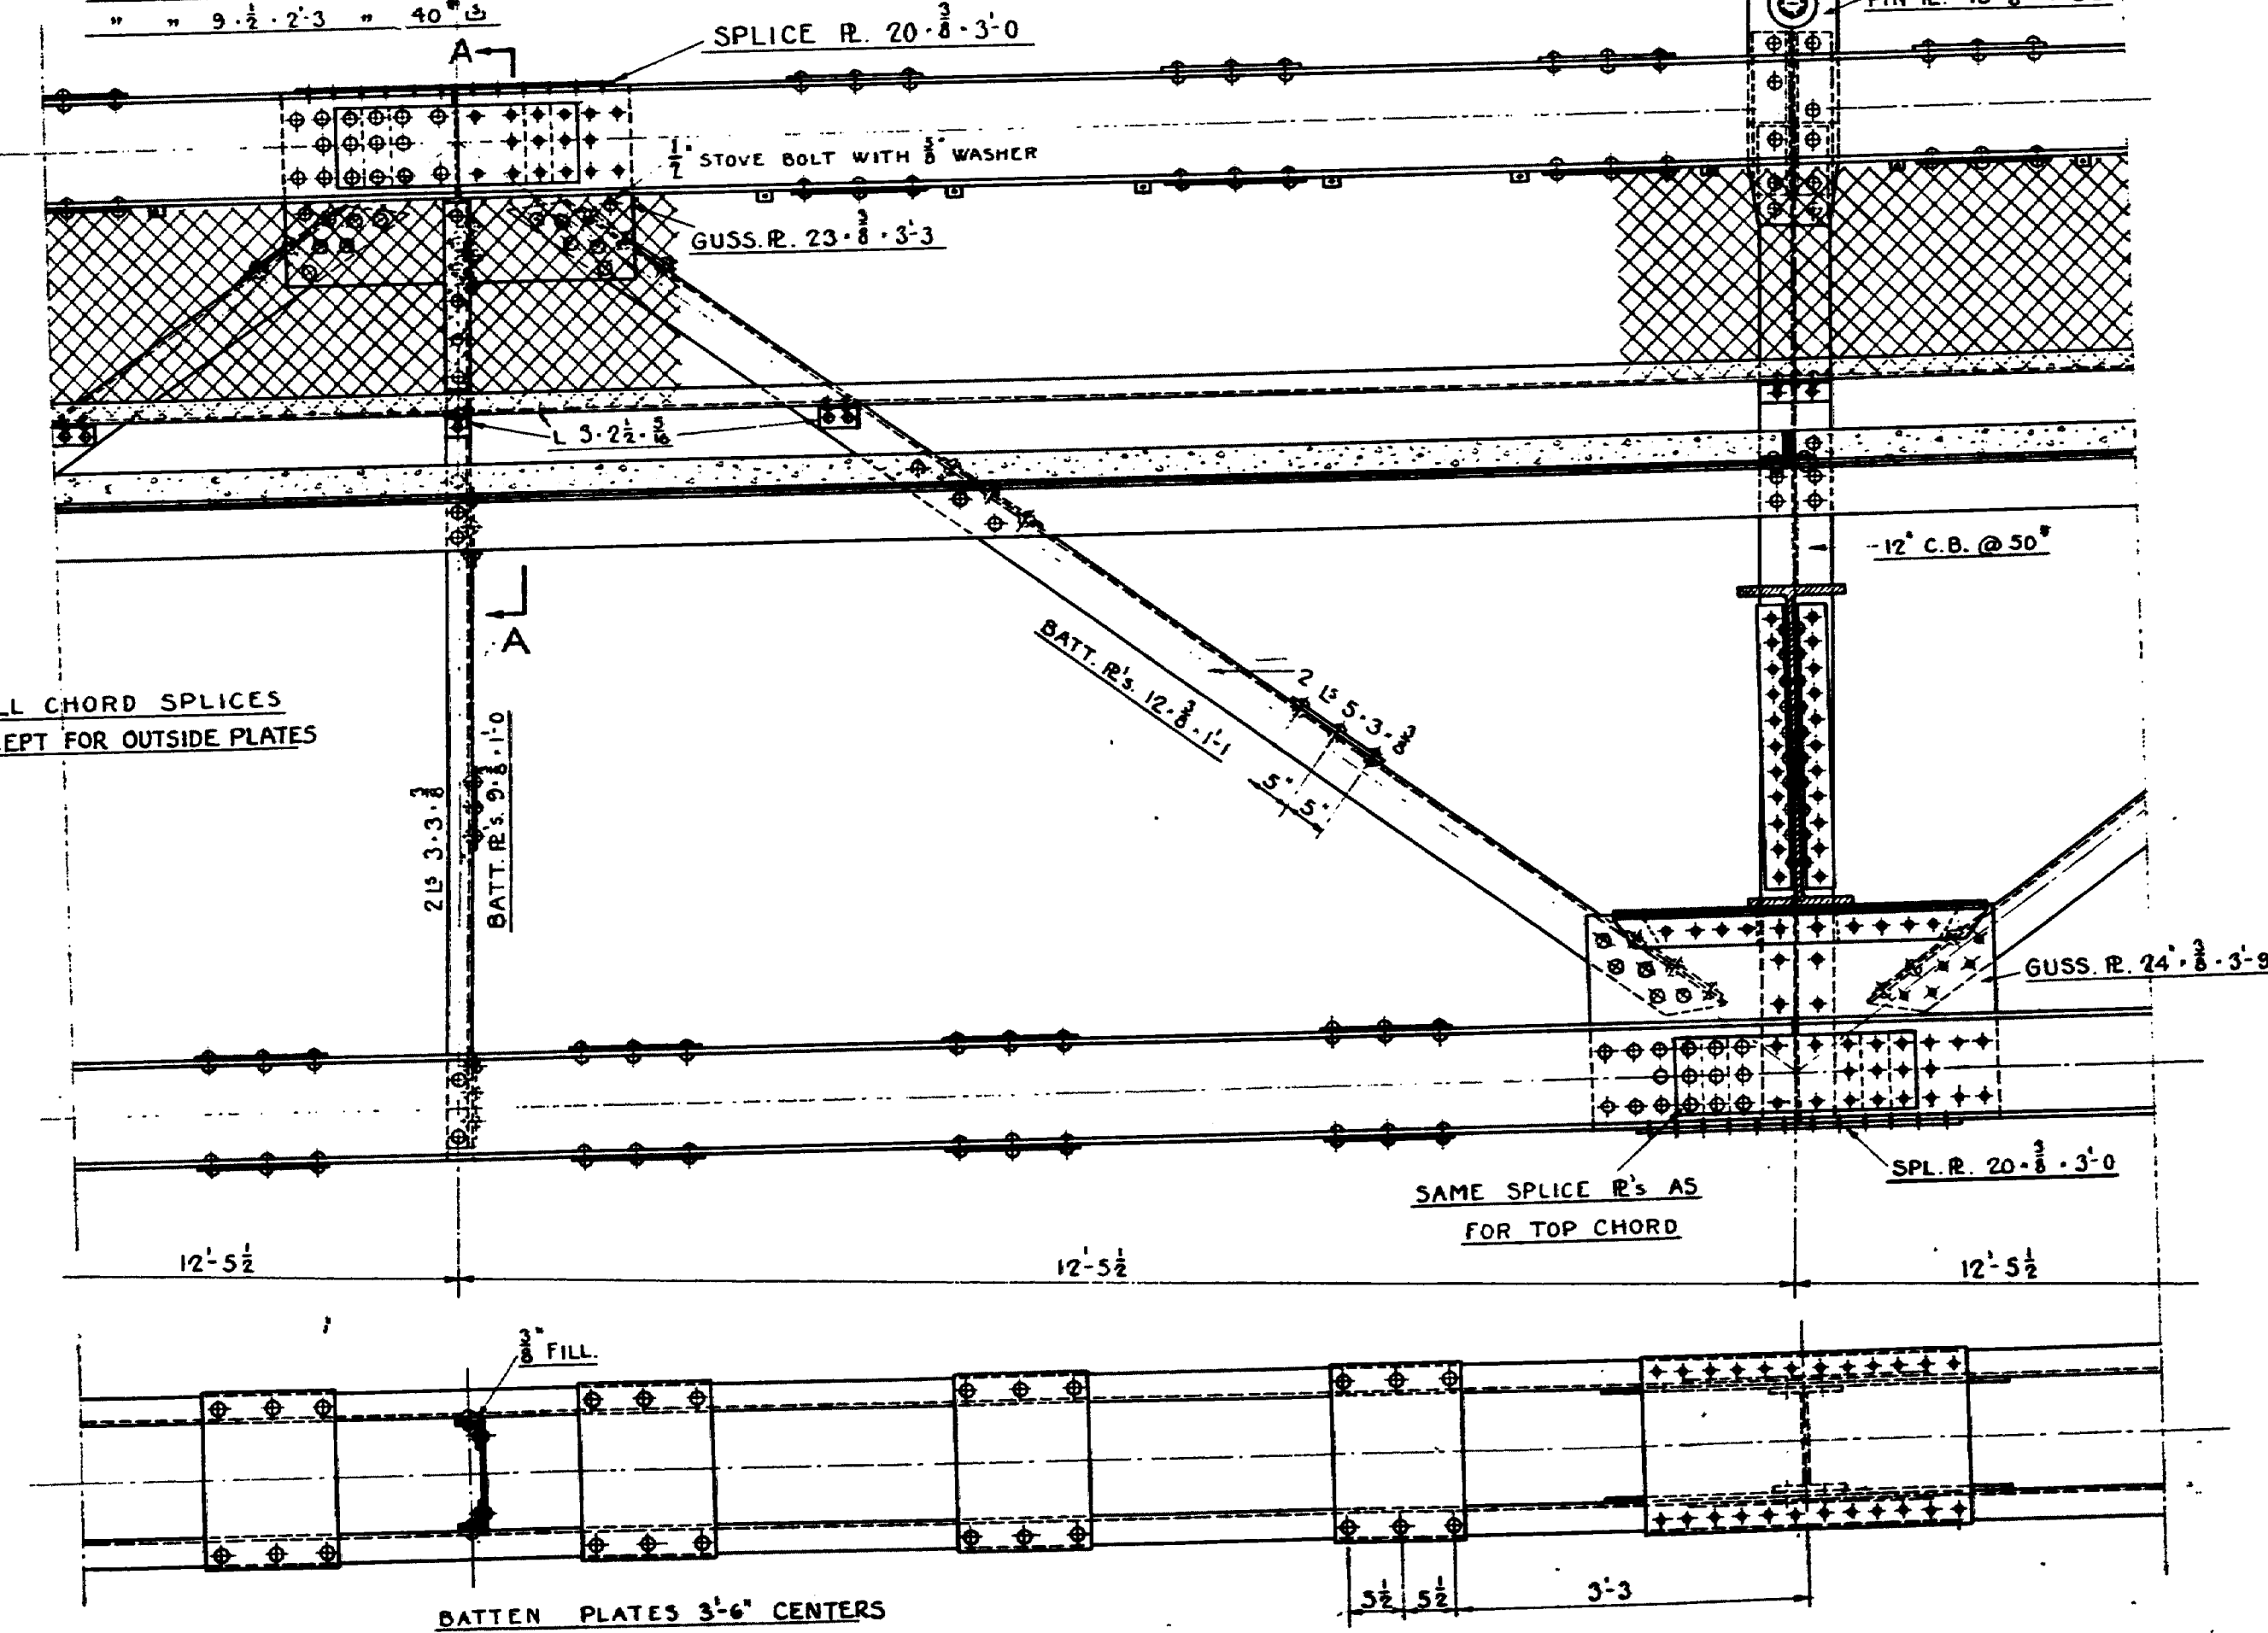 " " 9·½·2'-3 " 40# Ls
A
SPLICE PL. 20·3/8·3'-0
½" STOVE BOLT WITH 5/8" WASHER
GUSS. PL. 23·3/8·3'-3
L 3·2½·5/16
-12" C.B. @ 50#
A
LL CHORD SPLICES
EPT FOR OUTSIDE PLATES
2 Ls 3·3·3/8
BATT. PL's. 9·3/8·1'-0
BATT. PL's. 12·3/8·1'-1
2 Ls 5·3·3/8
5" 5"
GUSS. PL. 24"·3/8·3'-9
SPL. PL. 20·3/8·3'-0
SAME SPLICE PL's AS
FOR TOP CHORD
12'-5½ 12'-5½ 12'-5½
3/8" FILL.
5½ 5½ 3'-3
BATTEN PLATES 3'-6" CENTERS